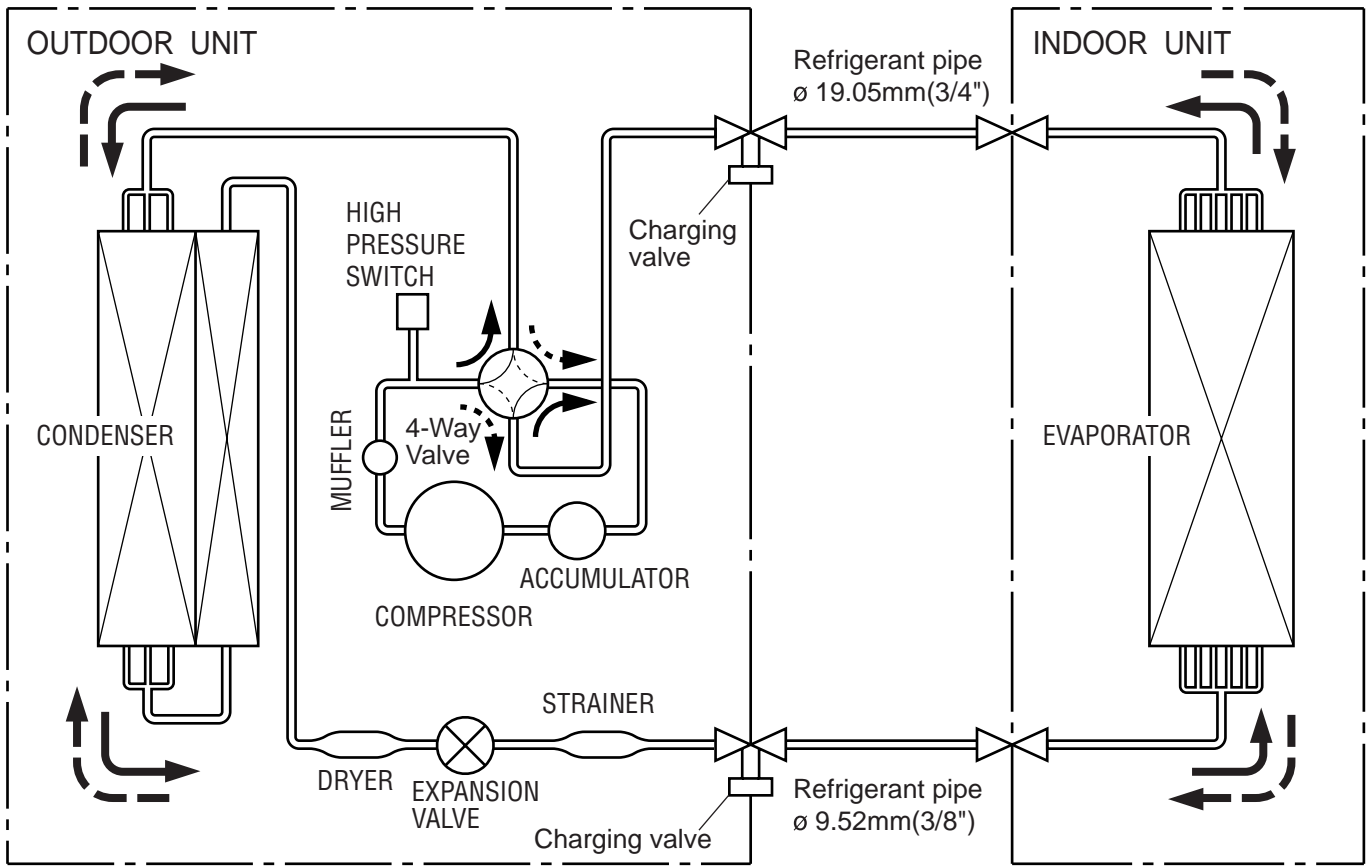 OUTDOOR UNIT
INDOOR UNIT
Refrigerant pipe
ø 19.05mm(3/4")
Charging
valve
HIGH
PRESSURE
SWITCH
CONDENSER
MUFFLER
4-Way
Valve
EVAPORATOR
ACCUMULATOR
COMPRESSOR
STRAINER
DRYER
EXPANSION
VALVE
Charging valve
Refrigerant pipe
ø 9.52mm(3/8")